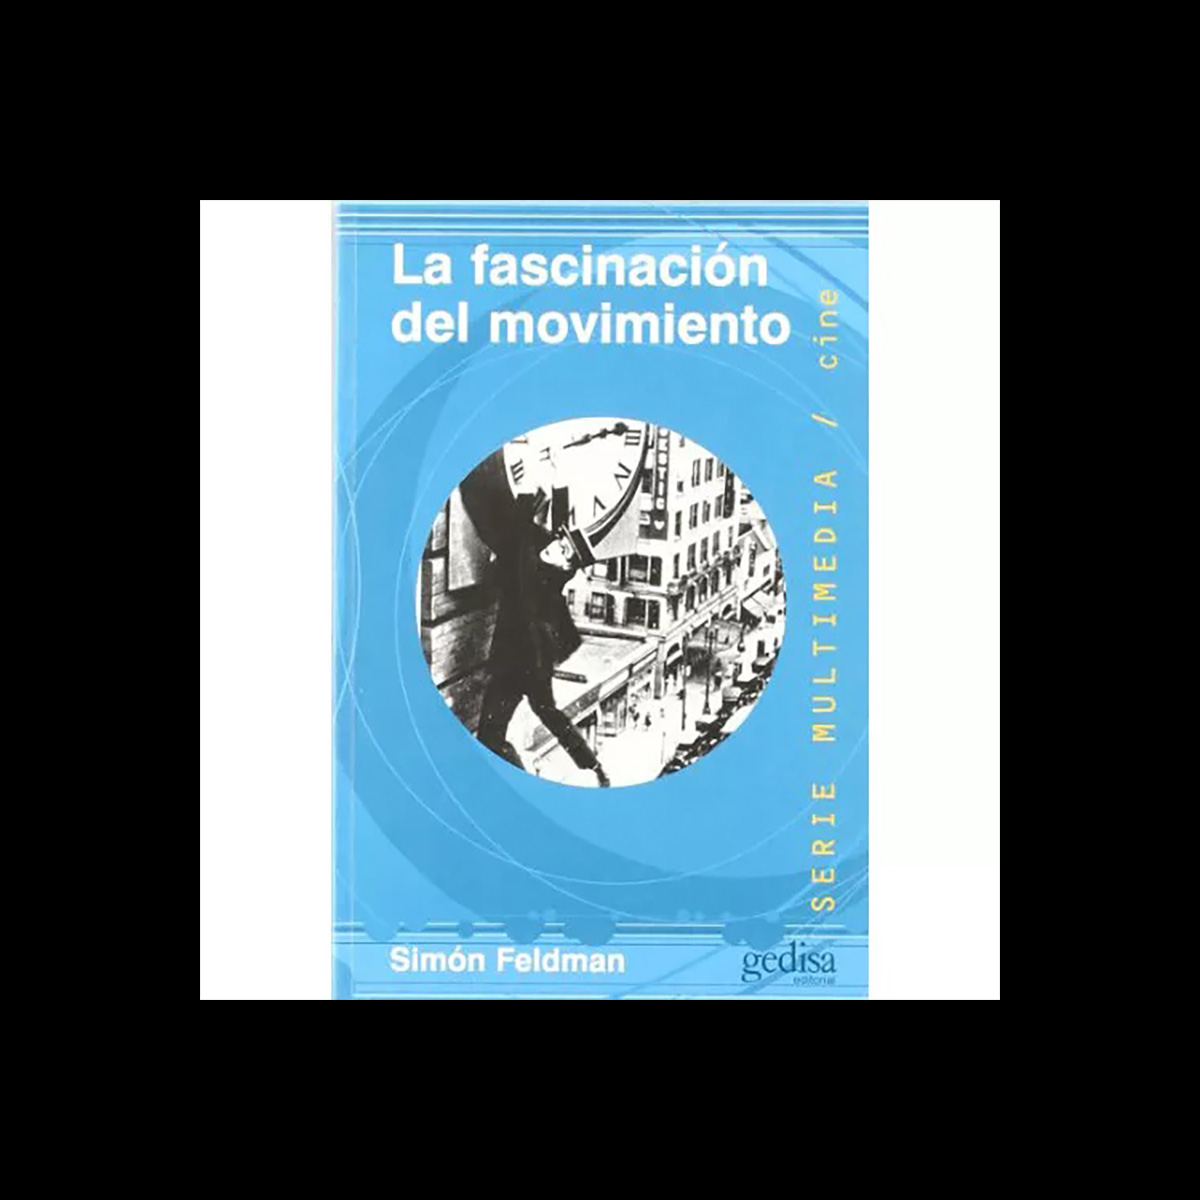 La fascinación
del movimiento
SERIE MULTIMEDIA / cine
Simón Feldman
gedisa
editorial